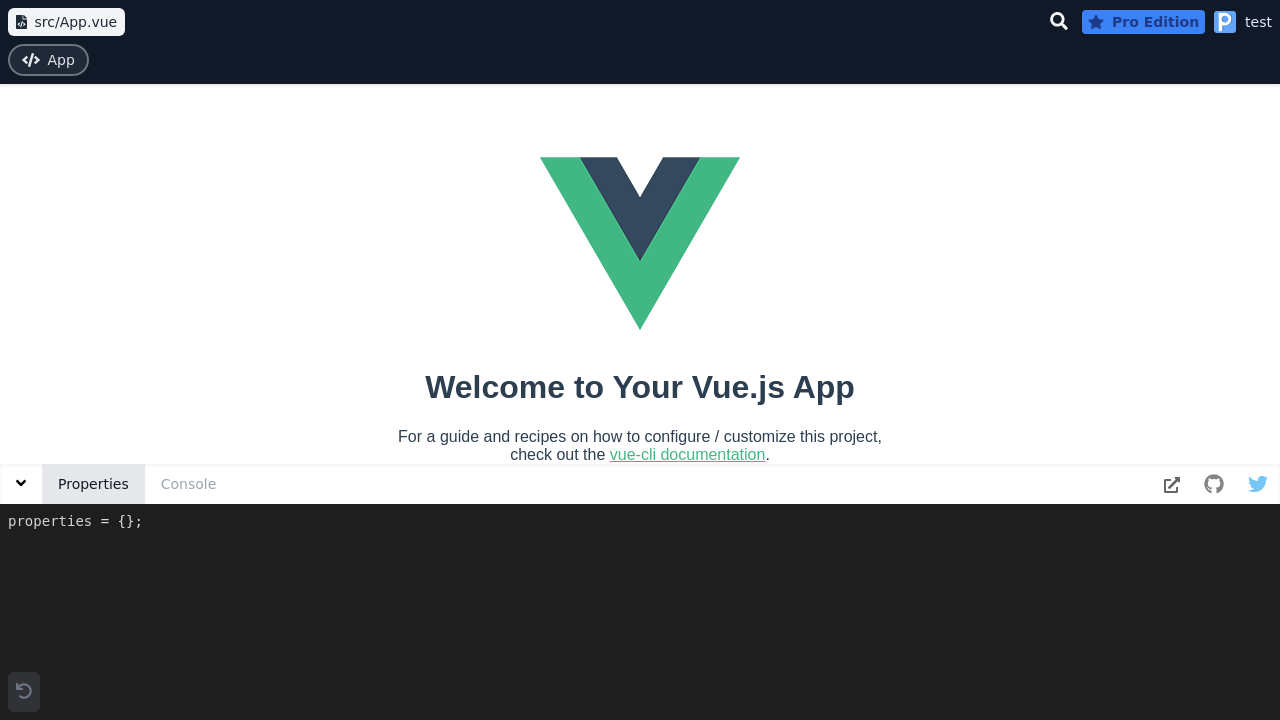 src/App.vue
Pro Edition
test
App
Welcome to Your Vue.js App
For a guide and recipes on how to configure / customize this project,
check out the vue-cli documentation.
Properties
Console
properties = {};